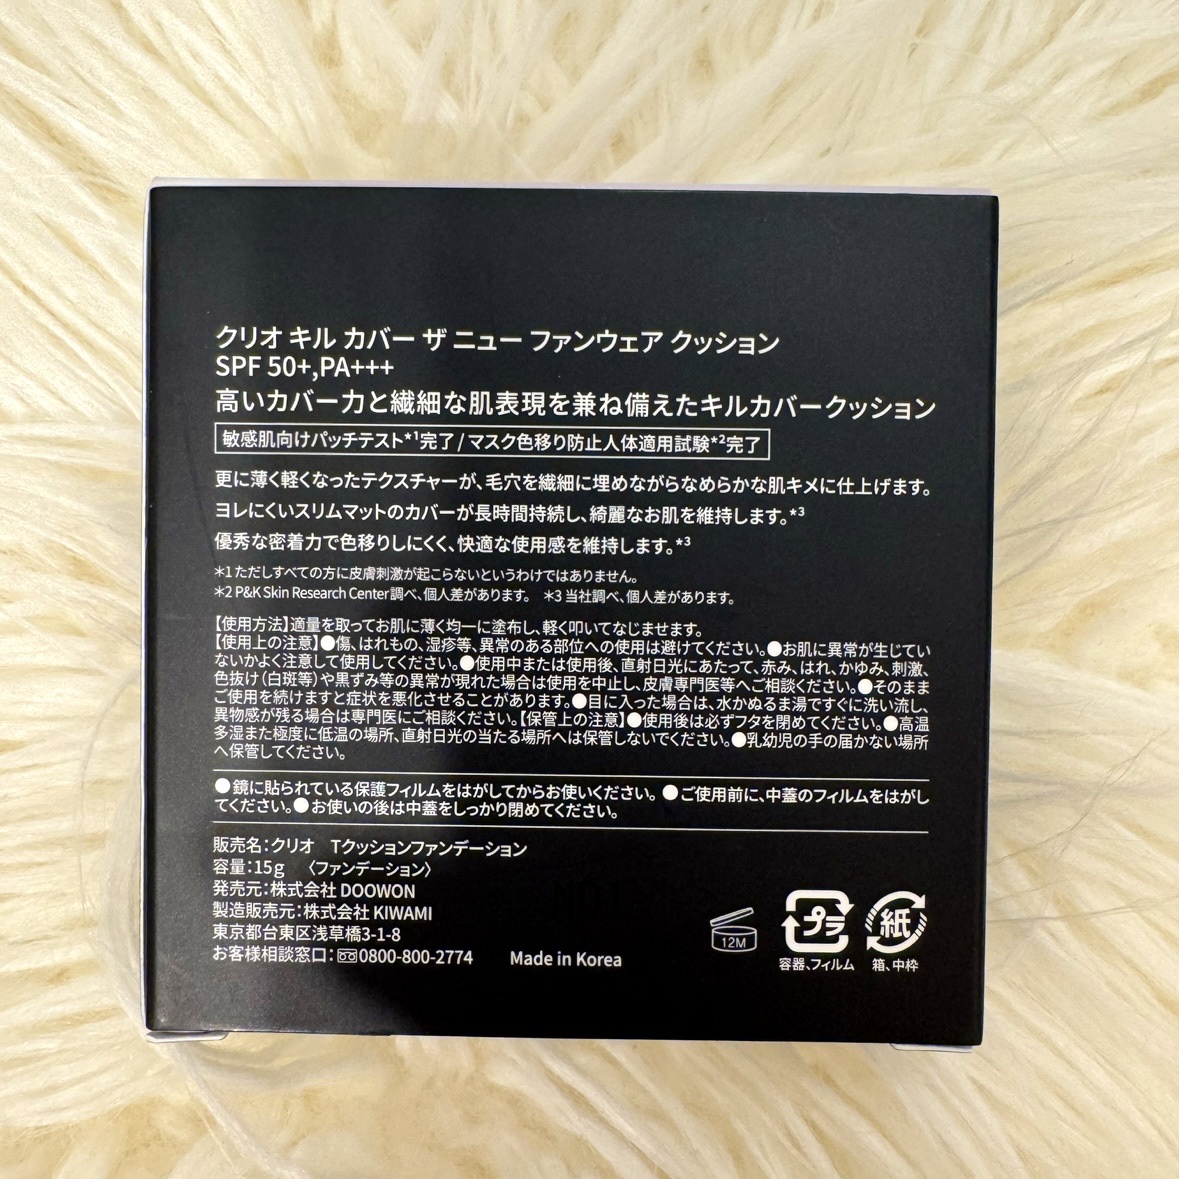 クリオ キル カバー ザ ニュー ファンウェア クッション
SPF 50+,PA+++
高いカバー力と繊細な肌表現を兼ね備えたキルカバークッション
敏感肌向けパッチテスト*1完了 / マスク色移り防止人体適用試験*2完了
更に薄く軽くなったテクスチャーが、毛穴を繊細に埋めながらなめらかな肌キメに仕上げます。
ヨレにくいスリムマットのカバーが長時間持続し、綺麗なお肌を維持します。*3
優秀な密着力で色移りしにくく、快適な使用感を維持します。*3
*1 ただしすべての方に皮膚刺激が起こらないというわけではありません。
*2 P&K Skin Research Center調べ、個人差があります。 *3 当社調べ、個人差があります。
【使用方法】適量を取ってお肌に薄く均一に塗布し、軽く叩いてなじませます。
【使用上の注意】●傷、はれもの、湿疹等、異常のある部位への使用は避けてください。●お肌に異常が生じてい
ないかよく注意して使用してください。●使用中または使用後、直射日光にあたって、赤み、はれ、かゆみ、刺激、
色抜け(白斑等)や黒ずみ等の異常が現れた場合は使用を中止し、皮膚専門医等へご相談ください。●そのまま
ご使用を続けますと症状を悪化させることがあります。●目に入った場合は、水かぬるま湯ですぐに洗い流し、
異物感が残る場合は専門医にご相談ください。【保管上の注意】●使用後は必ずフタを閉めてください。●高温
多湿また極度に低温の場所、直射日光の当たる場所へは保管しないでください。●乳幼児の手の届かない場所
へ保管してください。
●鏡に貼られている保護フィルムをはがしてからお使いください。 ●ご使用前に、中蓋のフィルムをはがし
てください。●お使いの後は中蓋をしっかり閉めてください。
販売名:クリオ Tクッションファンデーション
容量:15g 〈ファンデーション〉
発売元:株式会社 DOOWON
製造販売元:株式会社 KIWAMI
東京都台東区浅草橋3-1-8
お客様相談窓口:0800-800-2774 Made in Korea
12M
プラ
紙
容器、フィルム
箱、中枠